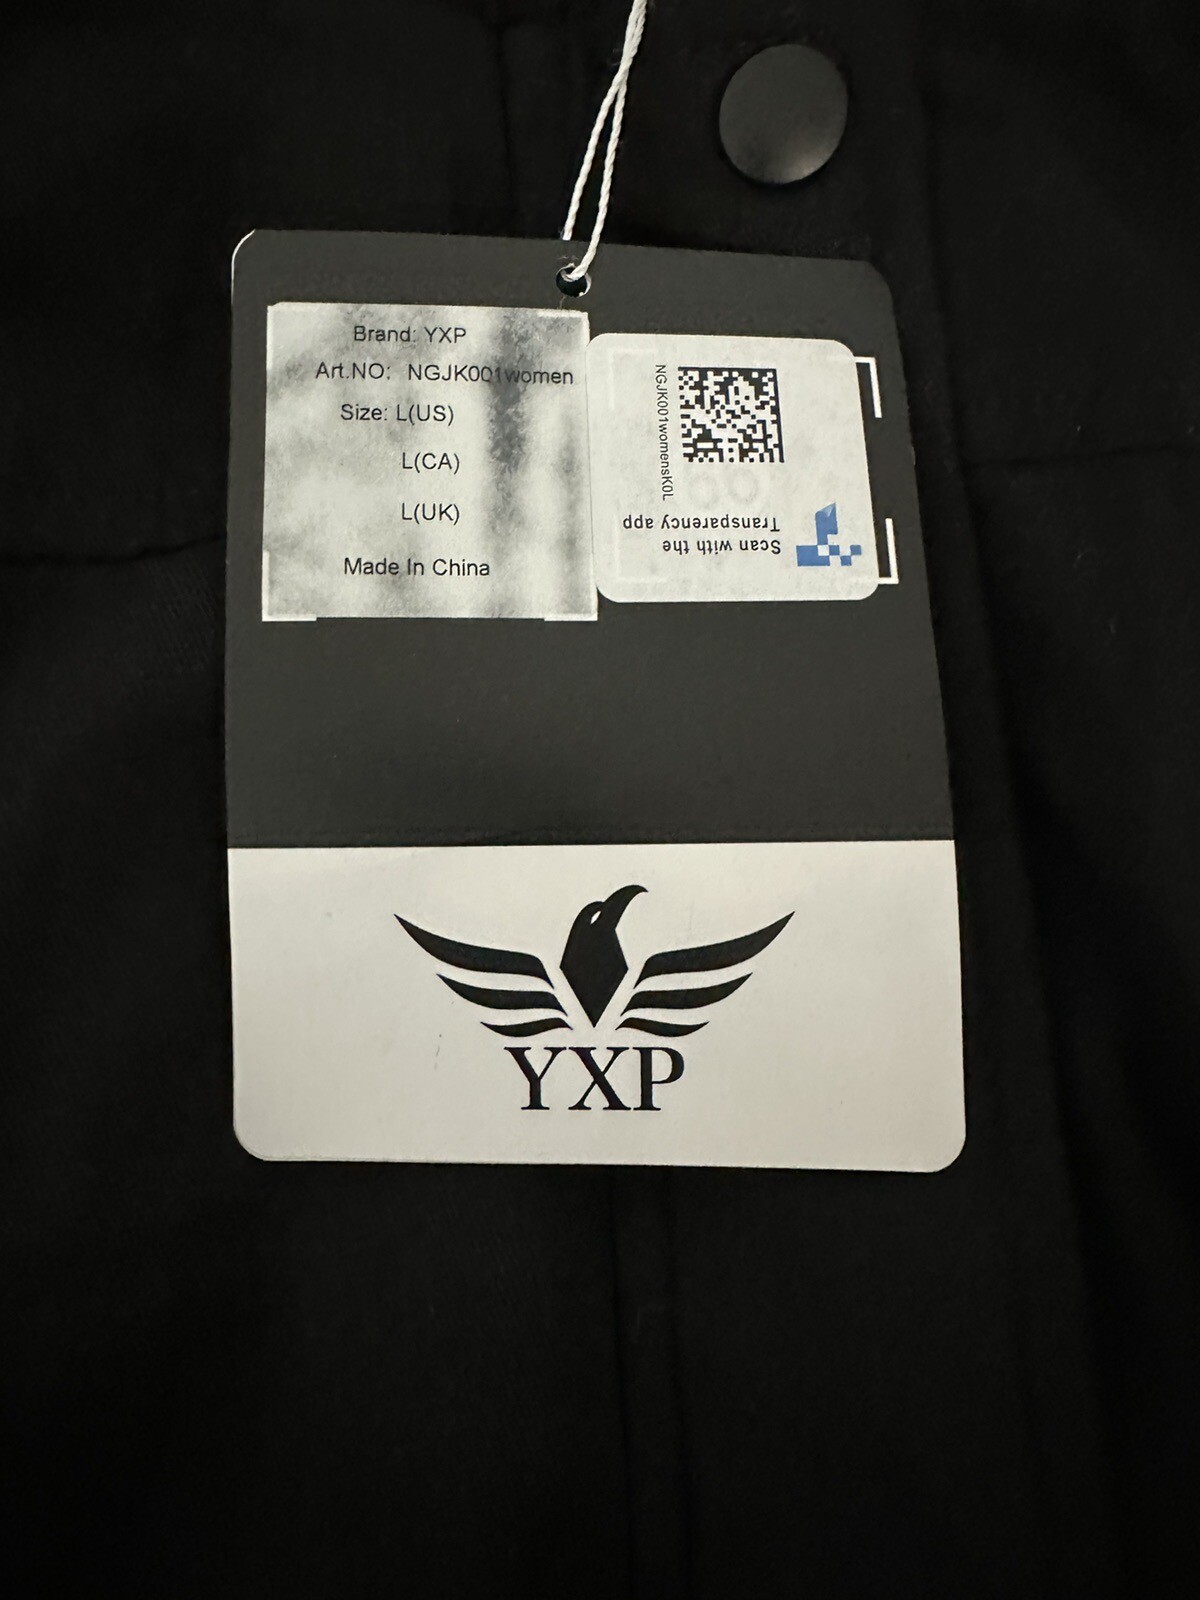 Brand: YXP
Art.NO: NGJK001women
Size: L(US)
L(CA)
L(UK)
Made In China
NGJK001womensK0L
Scan with the
Transparency app
YXP